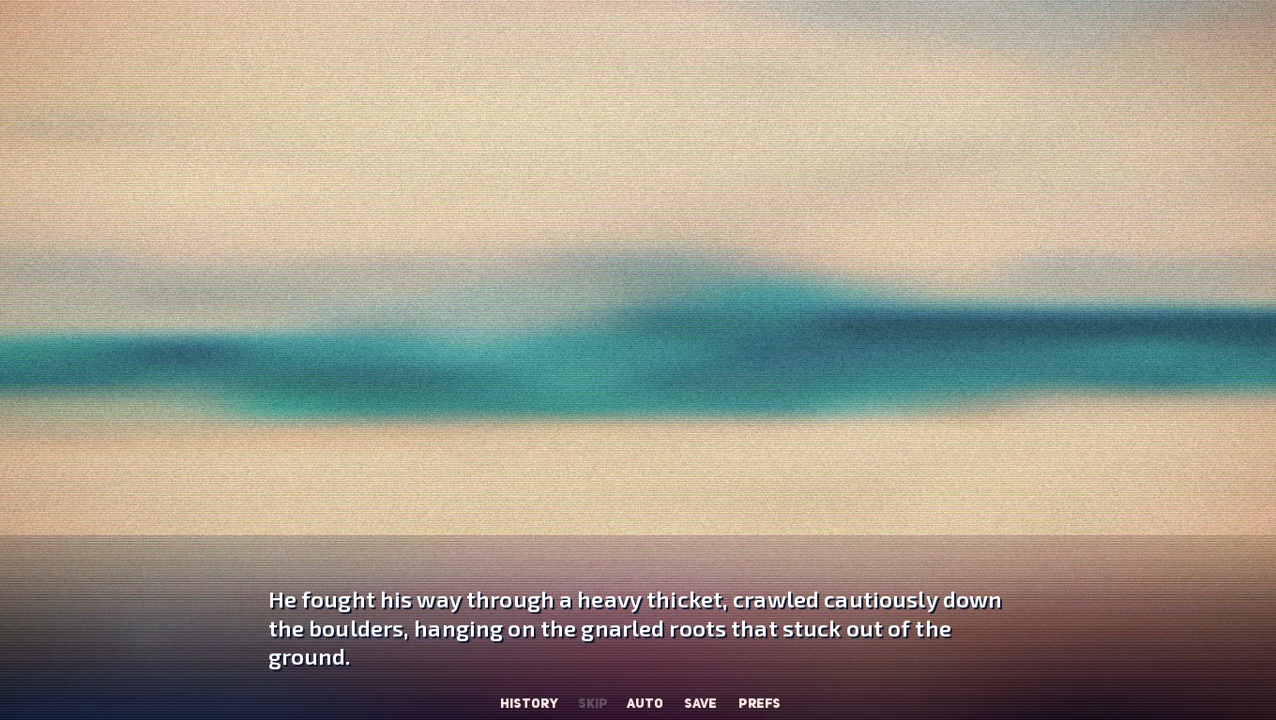 He fought his way through a heavy thicket, crawled cautiously down
the boulders, hanging on the gnarled roots that stuck out of the
ground.
HISTORY SKIP AUTO SAVE PREFS